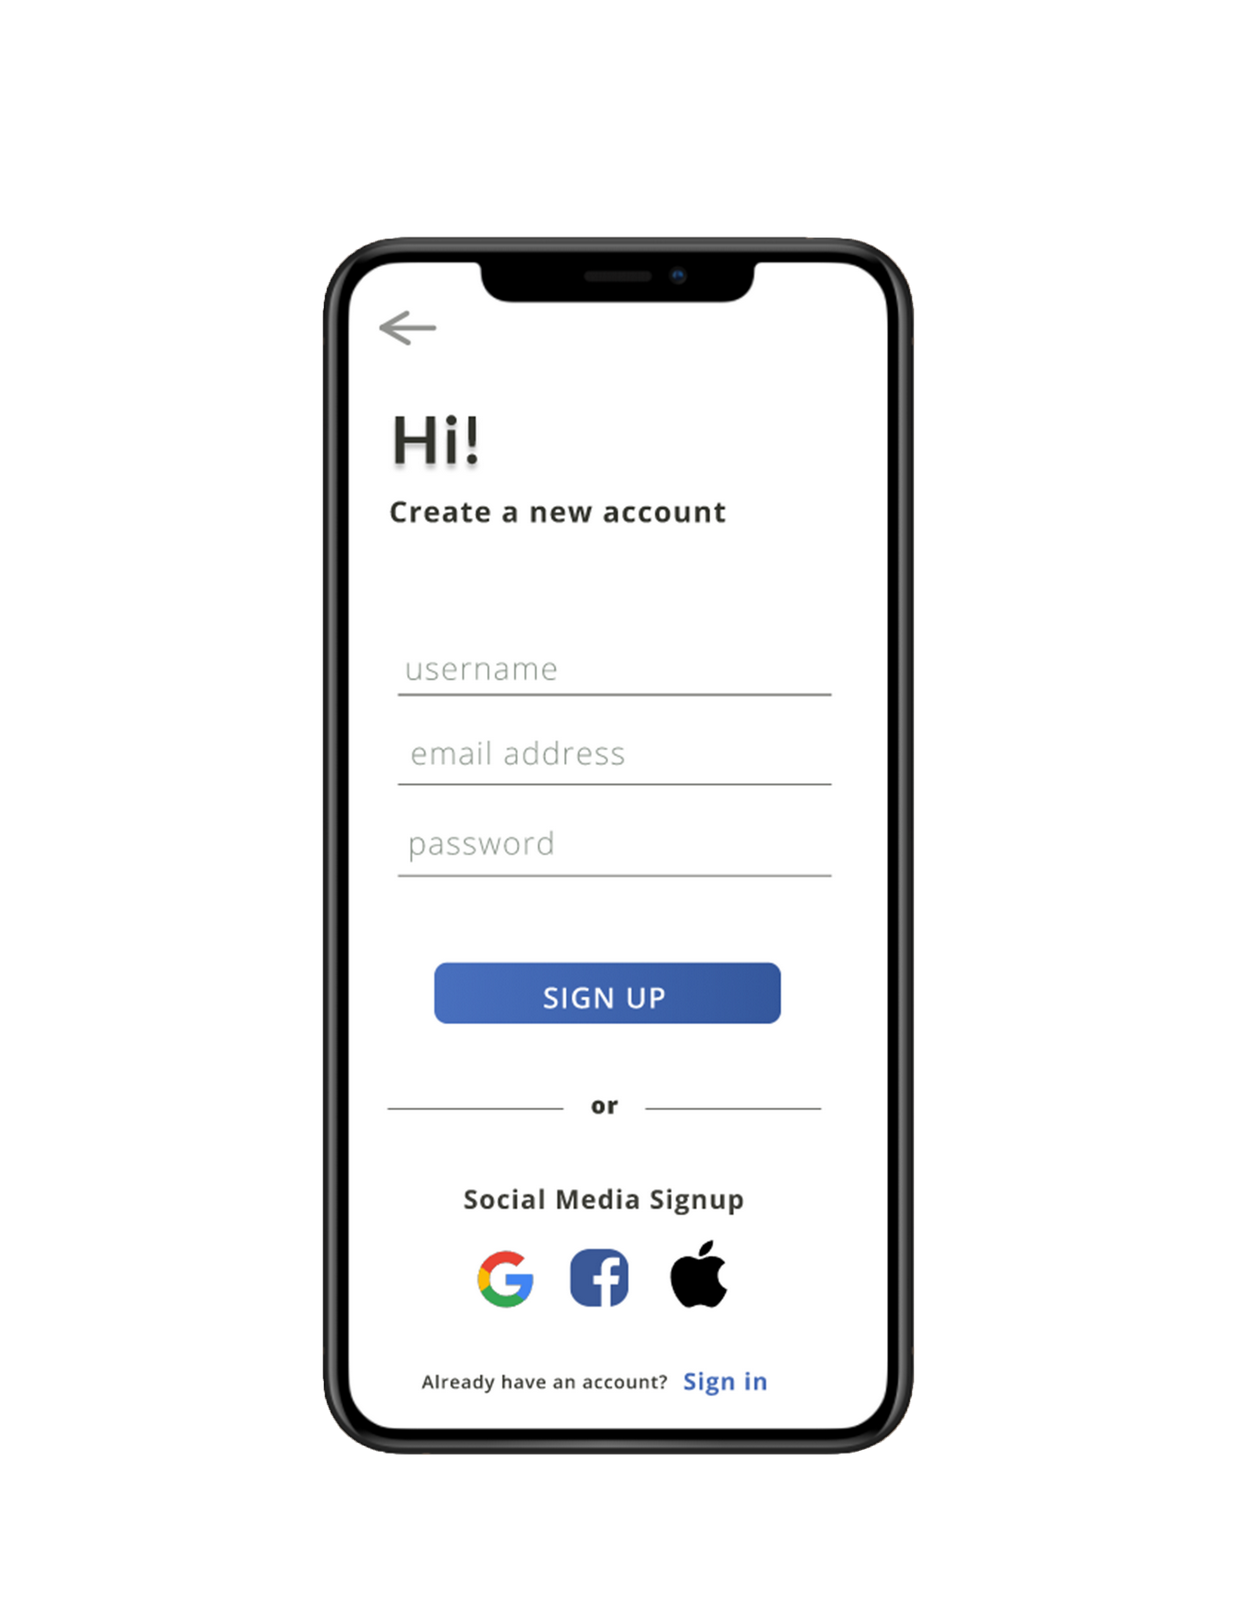 Hi!
Create a new account
username
email address
password
SIGN UP
or
Social Media Signup
Already have an account? Sign in